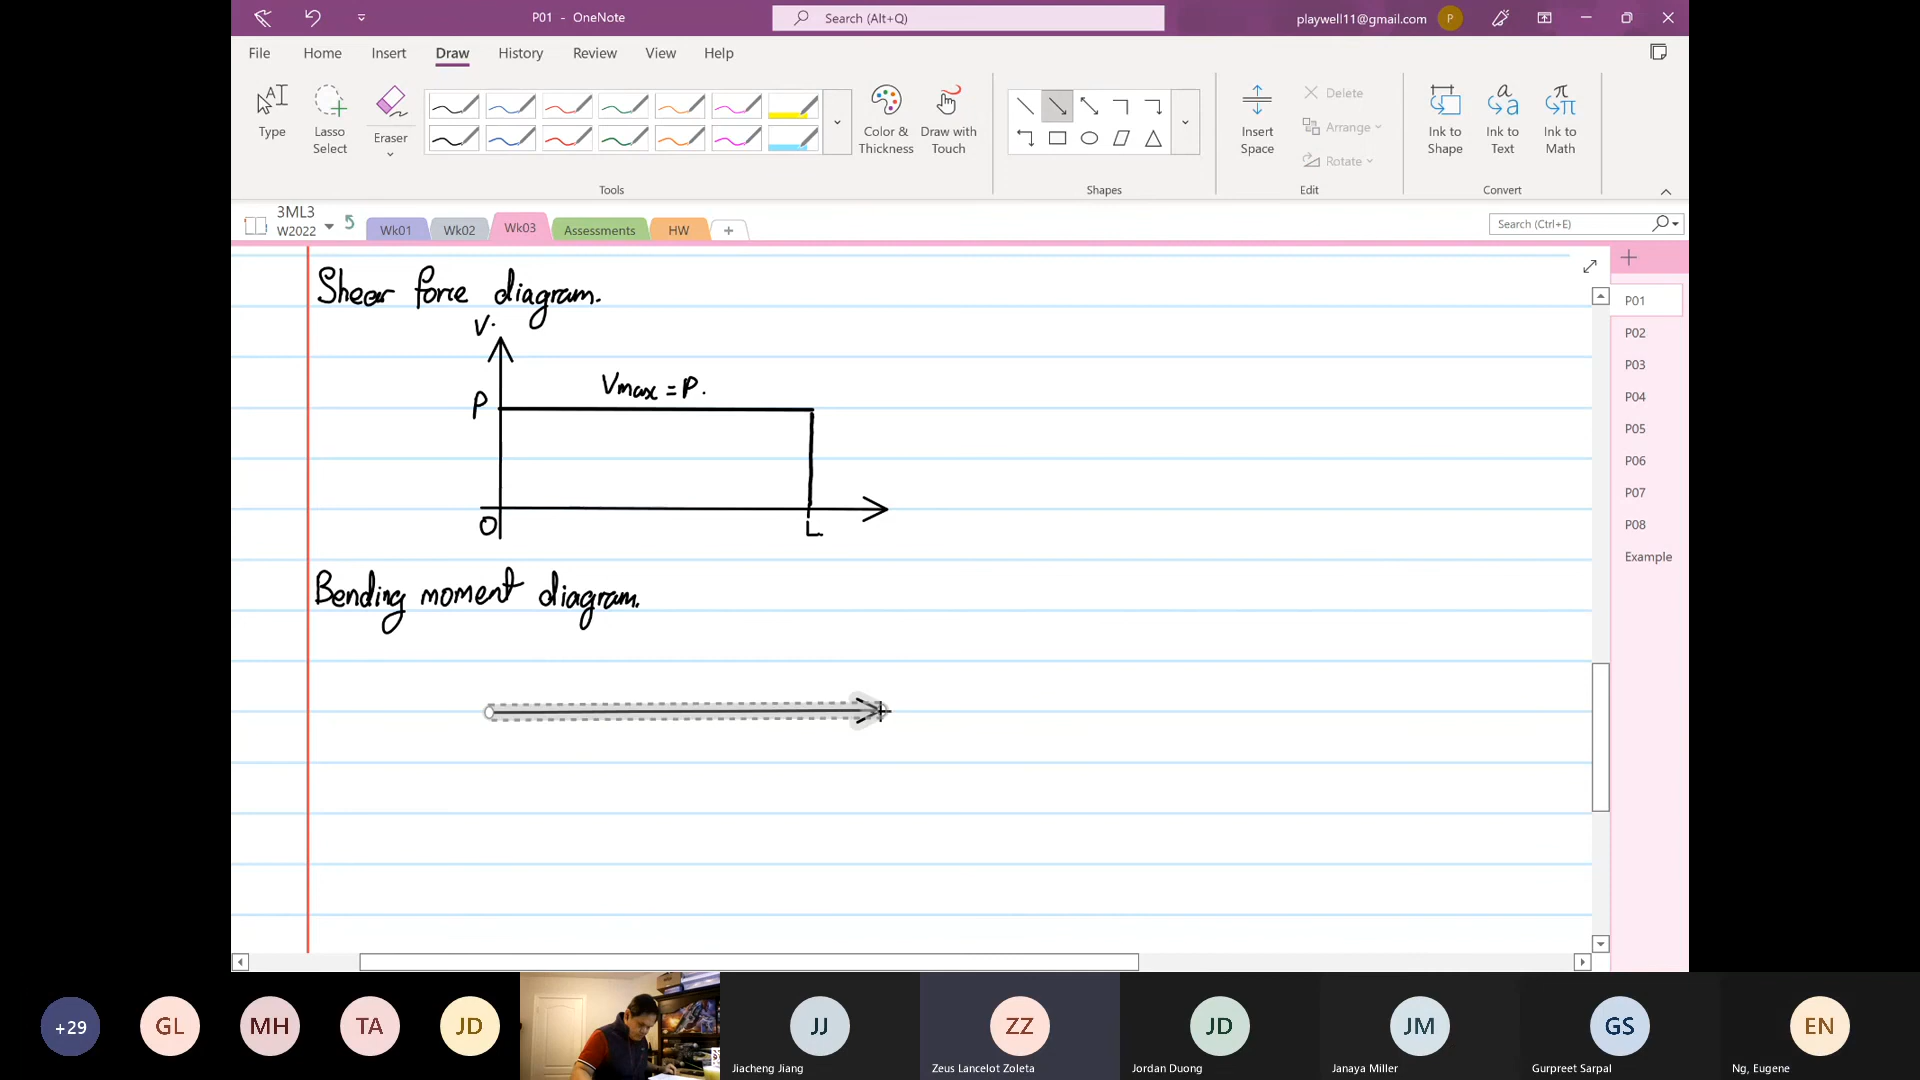 P01 - OneNote
Search (Alt+Q)
playwell11@gmail.com
P
File
Home
Insert
Draw
History
Review
View
Help
Type
Lasso
Select
Eraser
Color &
Thickness
Draw with
Touch
Insert
Space
Delete
Arrange
Rotate
Ink to
Shape
Ink to
Text
Ink to
Math
Tools
Shapes
Edit
Convert
3ML3
W2022
Wk01
Wk02
Wk03
Assessments
HW
Search (Ctrl+E)
Shear force diagram.
V.
Vmax = P.
P
O
L
Bending moment diagram.
P01
P02
P03
P04
P05
P06
P07
P08
Example
+29
GL
MH
TA
JD
JJ
Jiacheng Jiang
ZZ
Zeus Lancelot Zoleta
JD
Jordan Duong
JM
Janaya Miller
GS
Gurpreet Sarpal
EN
Ng, Eugene